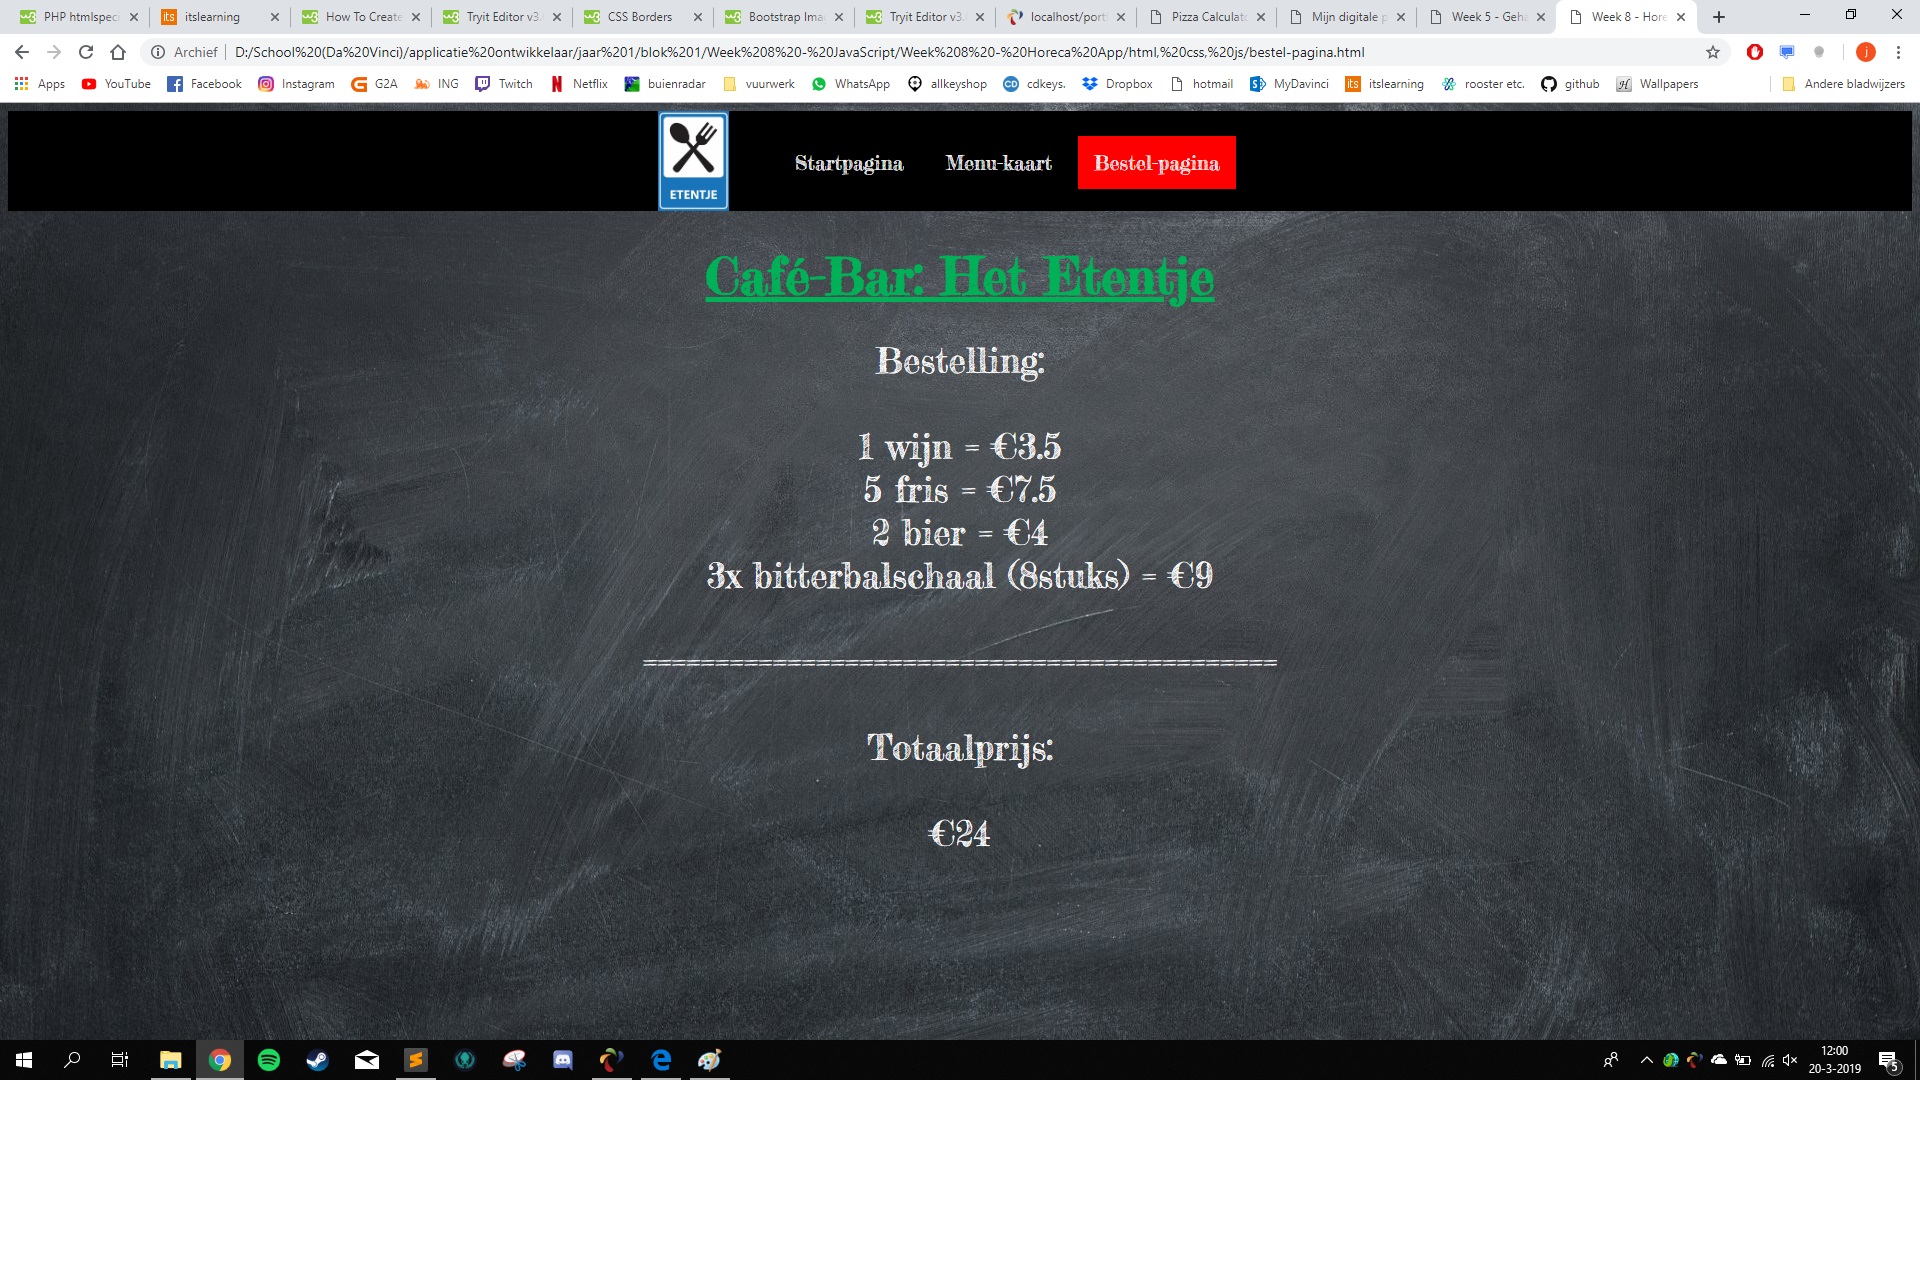 PHP htmlspec
itslearning
How To Create
Tryit Editor v3.
CSS Borders
Bootstrap Ima
Tryit Editor v3.
localhost/port
Pizza Calculat
Mijn digitale p
Week 5 - Geh
Week 8 - Hore
Archief
D:/School%20(Da%20Vinci)/applicatie%20ontwikkelaar/jaar%201/blok%201/Week%208%20-%20JavaScript/Week%208%20-%20Horeca%20App/html,%20css,%20js/bestel-pagina.html
Apps YouTube Facebook Instagram G2A ING Twitch Netflix buienradar vuurwerk WhatsApp allkeyshop cdkeys. Dropbox hotmail MyDavinci itslearning rooster etc. github Wallpapers Andere bladwijzers
ETENTJE
Startpagina Menu-kaart Bestel-pagina
Café-Bar: Het Etentje
Bestelling:
1 wijn = €3.5
5 fris = €7.5
2 bier = €4
3x bitterbalschaal (8stuks) = €9
============================================
Totaalprijs:
€24
12:00
20-3-2019
5